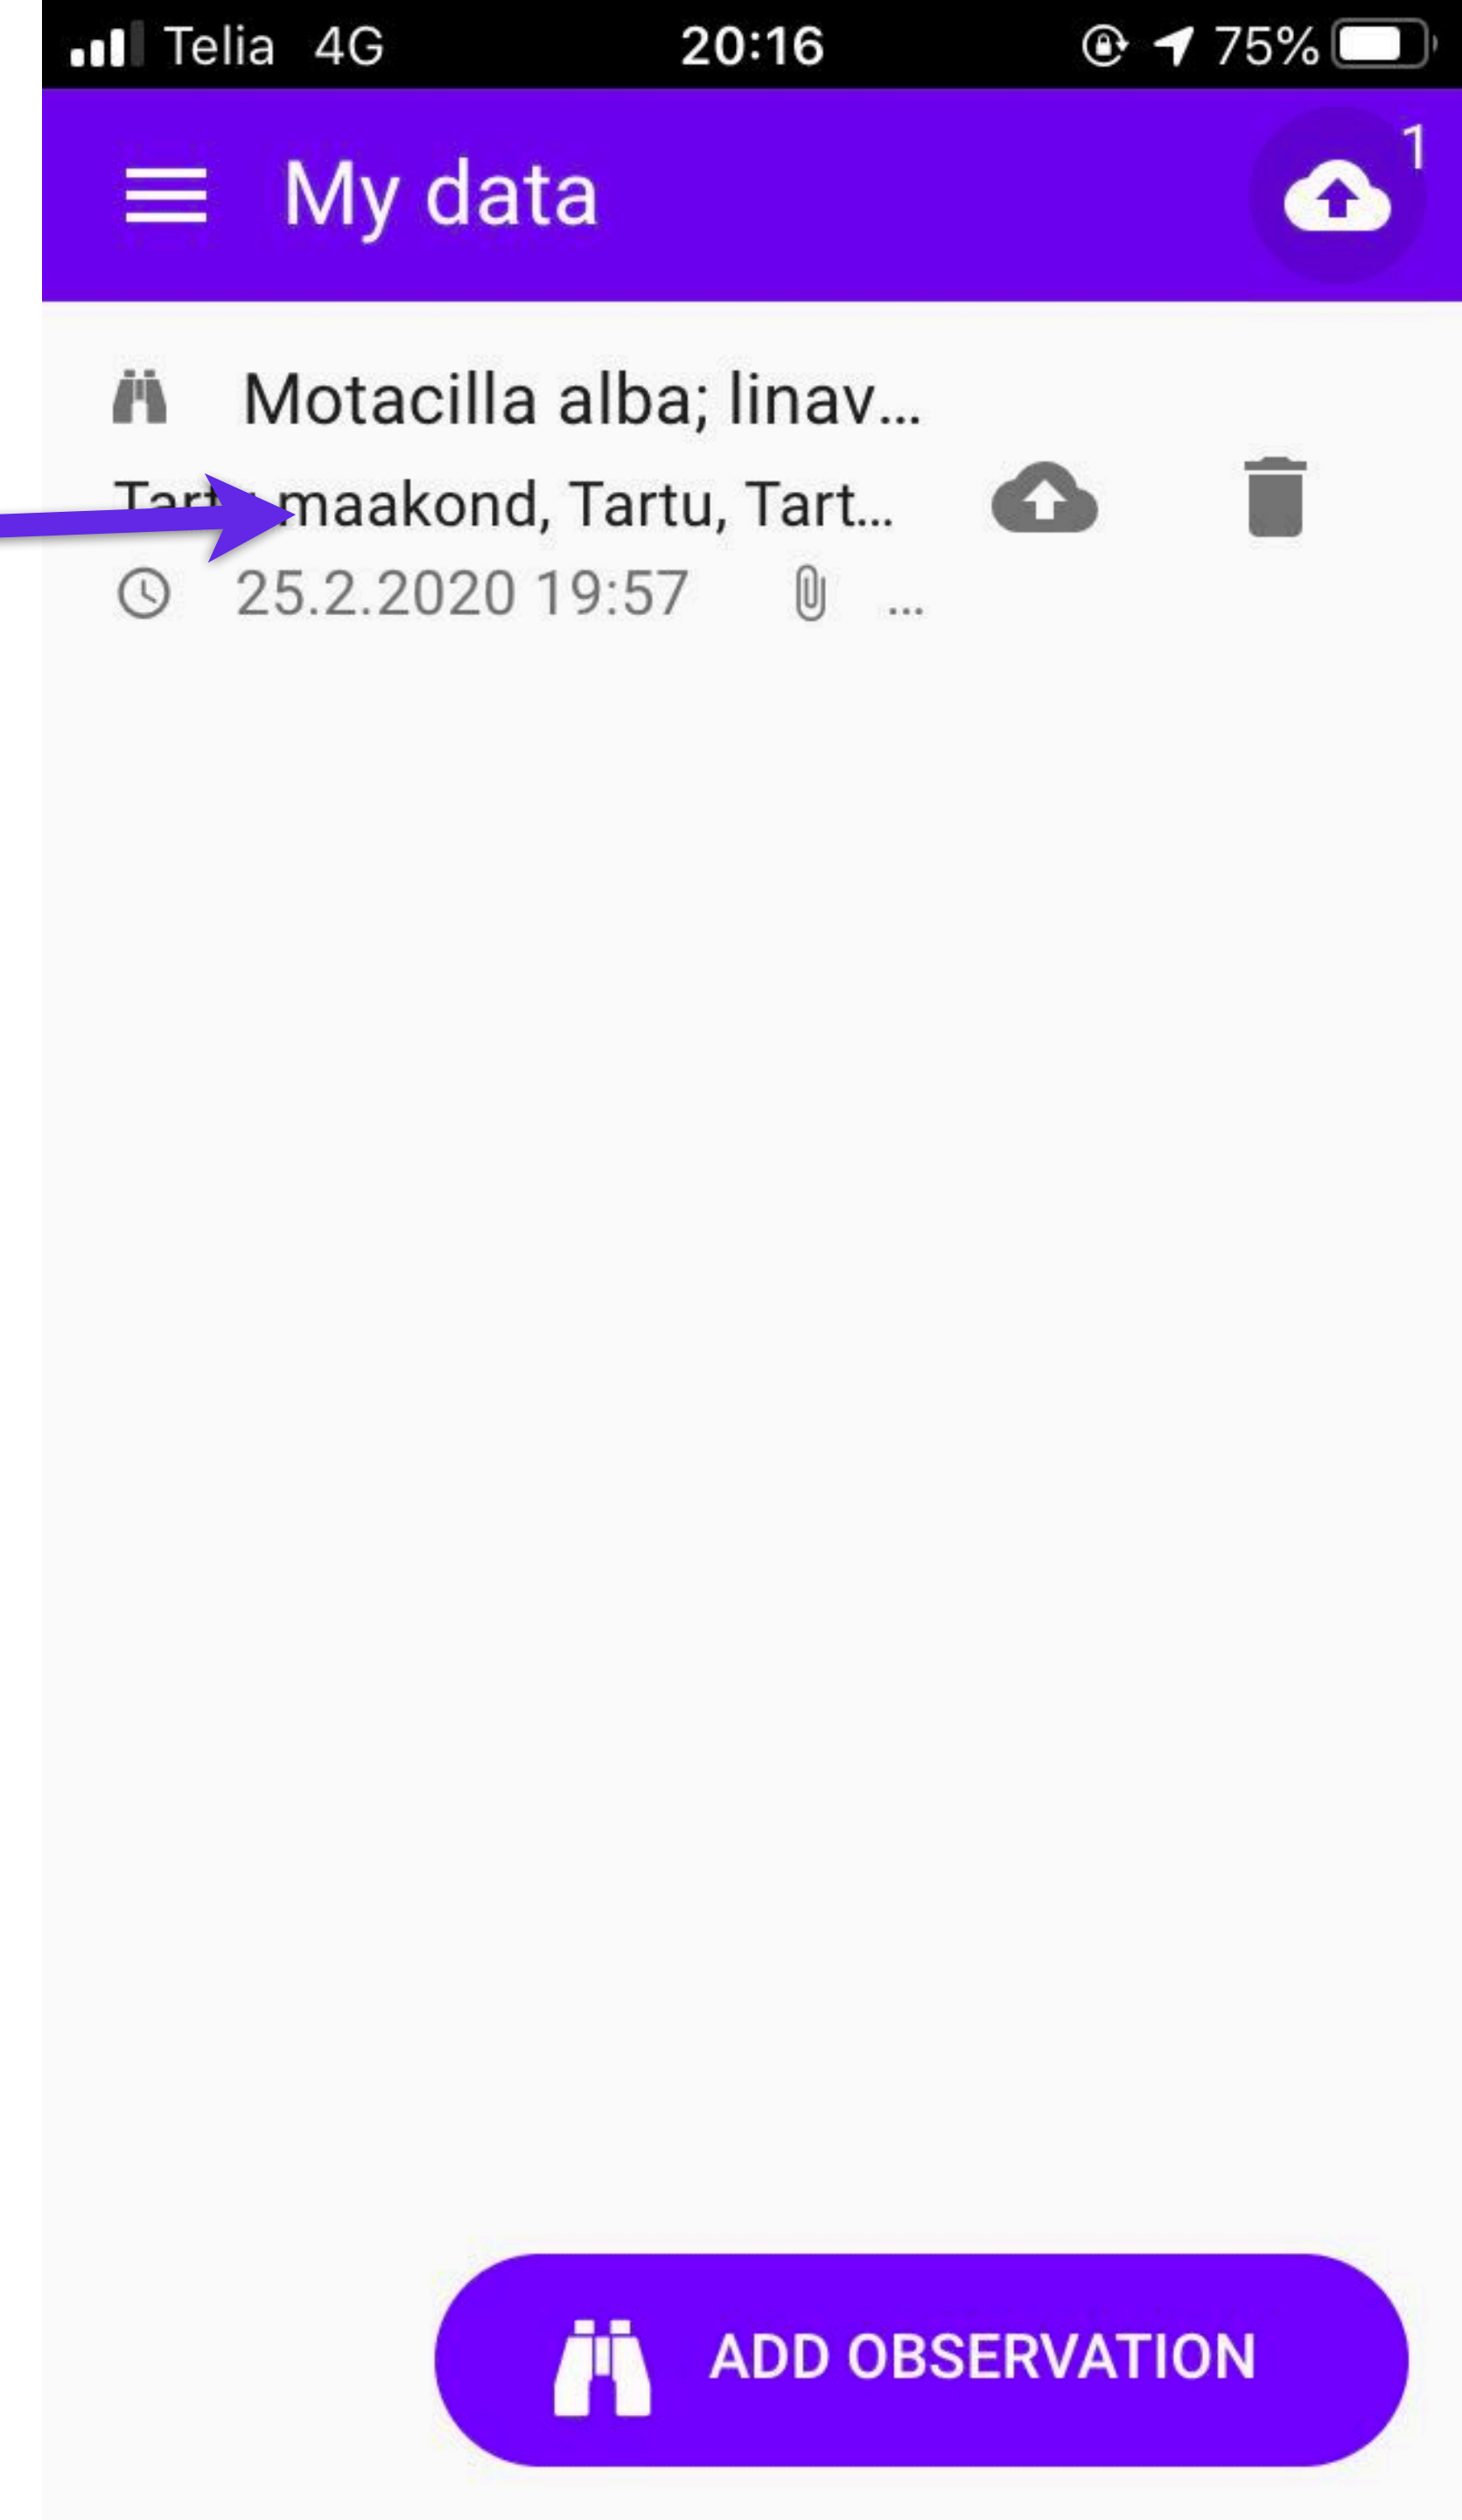 Telia 4G 20:16 75%
My data 1
Motacilla alba; linav...
maakond, Tartu, Tart...
25.2.2020 19:57 ...
ADD OBSERVATION